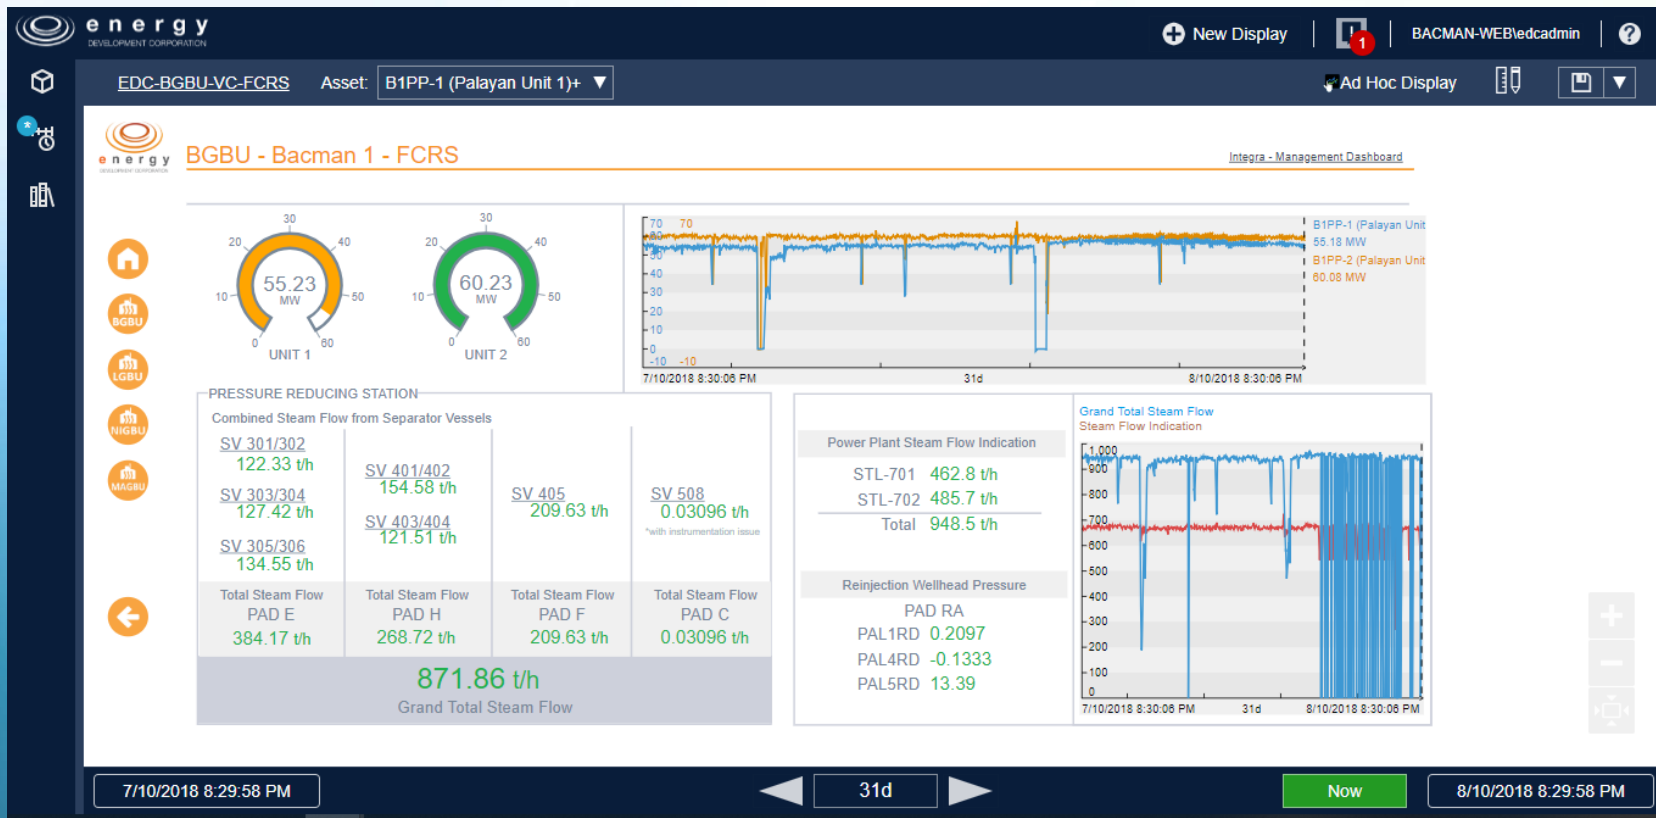 energy
DEVELOPMENT CORPORATION
New Display
1
BACMAN-WEB\edcadmin
?
EDC-BGBU-VC-FCRS
Asset:
B1PP-1 (Palayan Unit 1)+
Ad Hoc Display
energy
DEVELOPMENT CORPORATION
BGBU - Bacman 1 - FCRS
Integra - Management Dashboard
BGBU
LGBU
NIGBU
MAGBU
0
10
20
30
40
50
60
55.23
MW
UNIT 1
0
10
20
30
40
50
60
60.23
MW
UNIT 2
70 70
60
50
40
30
20
10
0
-10 -10
7/10/2018 8:30:06 PM
31d
8/10/2018 8:30:06 PM
B1PP-1 (Palayan Unit
55.18 MW
B1PP-2 (Palayan Unit
60.08 MW
PRESSURE REDUCING STATION
Combined Steam Flow from Separator Vessels
SV 301/302
122.33 t/h
SV 303/304
127.42 t/h
SV 305/306
134.55 t/h
SV 401/402
154.58 t/h
SV 403/404
121.51 t/h
SV 405
209.63 t/h
SV 508
0.03096 t/h
*with instrumentation issue
Total Steam Flow
PAD E
384.17 t/h
Total Steam Flow
PAD H
268.72 t/h
Total Steam Flow
PAD F
209.63 t/h
Total Steam Flow
PAD C
0.03096 t/h
871.86 t/h
Grand Total Steam Flow
Power Plant Steam Flow Indication
STL-701 462.8 t/h
STL-702 485.7 t/h
Total 948.5 t/h
Reinjection Wellhead Pressure
PAD RA
PAL1RD 0.2097
PAL4RD -0.1333
PAL5RD 13.39
Grand Total Steam Flow
Steam Flow Indication
1,000
900
800
700
600
500
400
300
200
100
0
7/10/2018 8:30:06 PM
31d
8/10/2018 8:30:06 PM
7/10/2018 8:29:58 PM
31d
Now
8/10/2018 8:29:58 PM